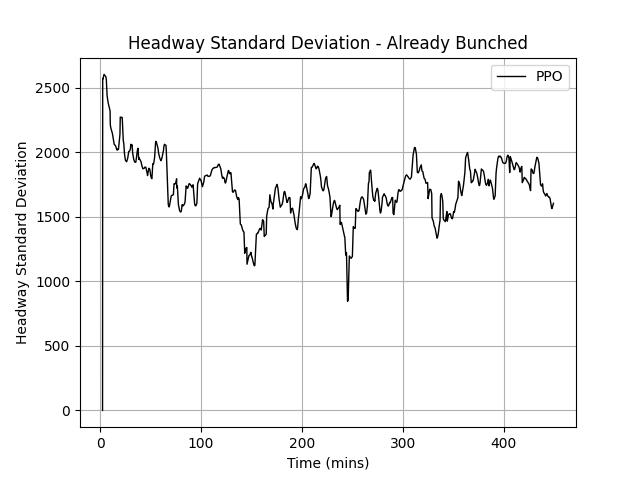 Headway Standard Deviation - Already Bunched
PPO
2500
2000
1500
1000
500
0
Headway Standard Deviation
0 100 200 300 400
Time (mins)